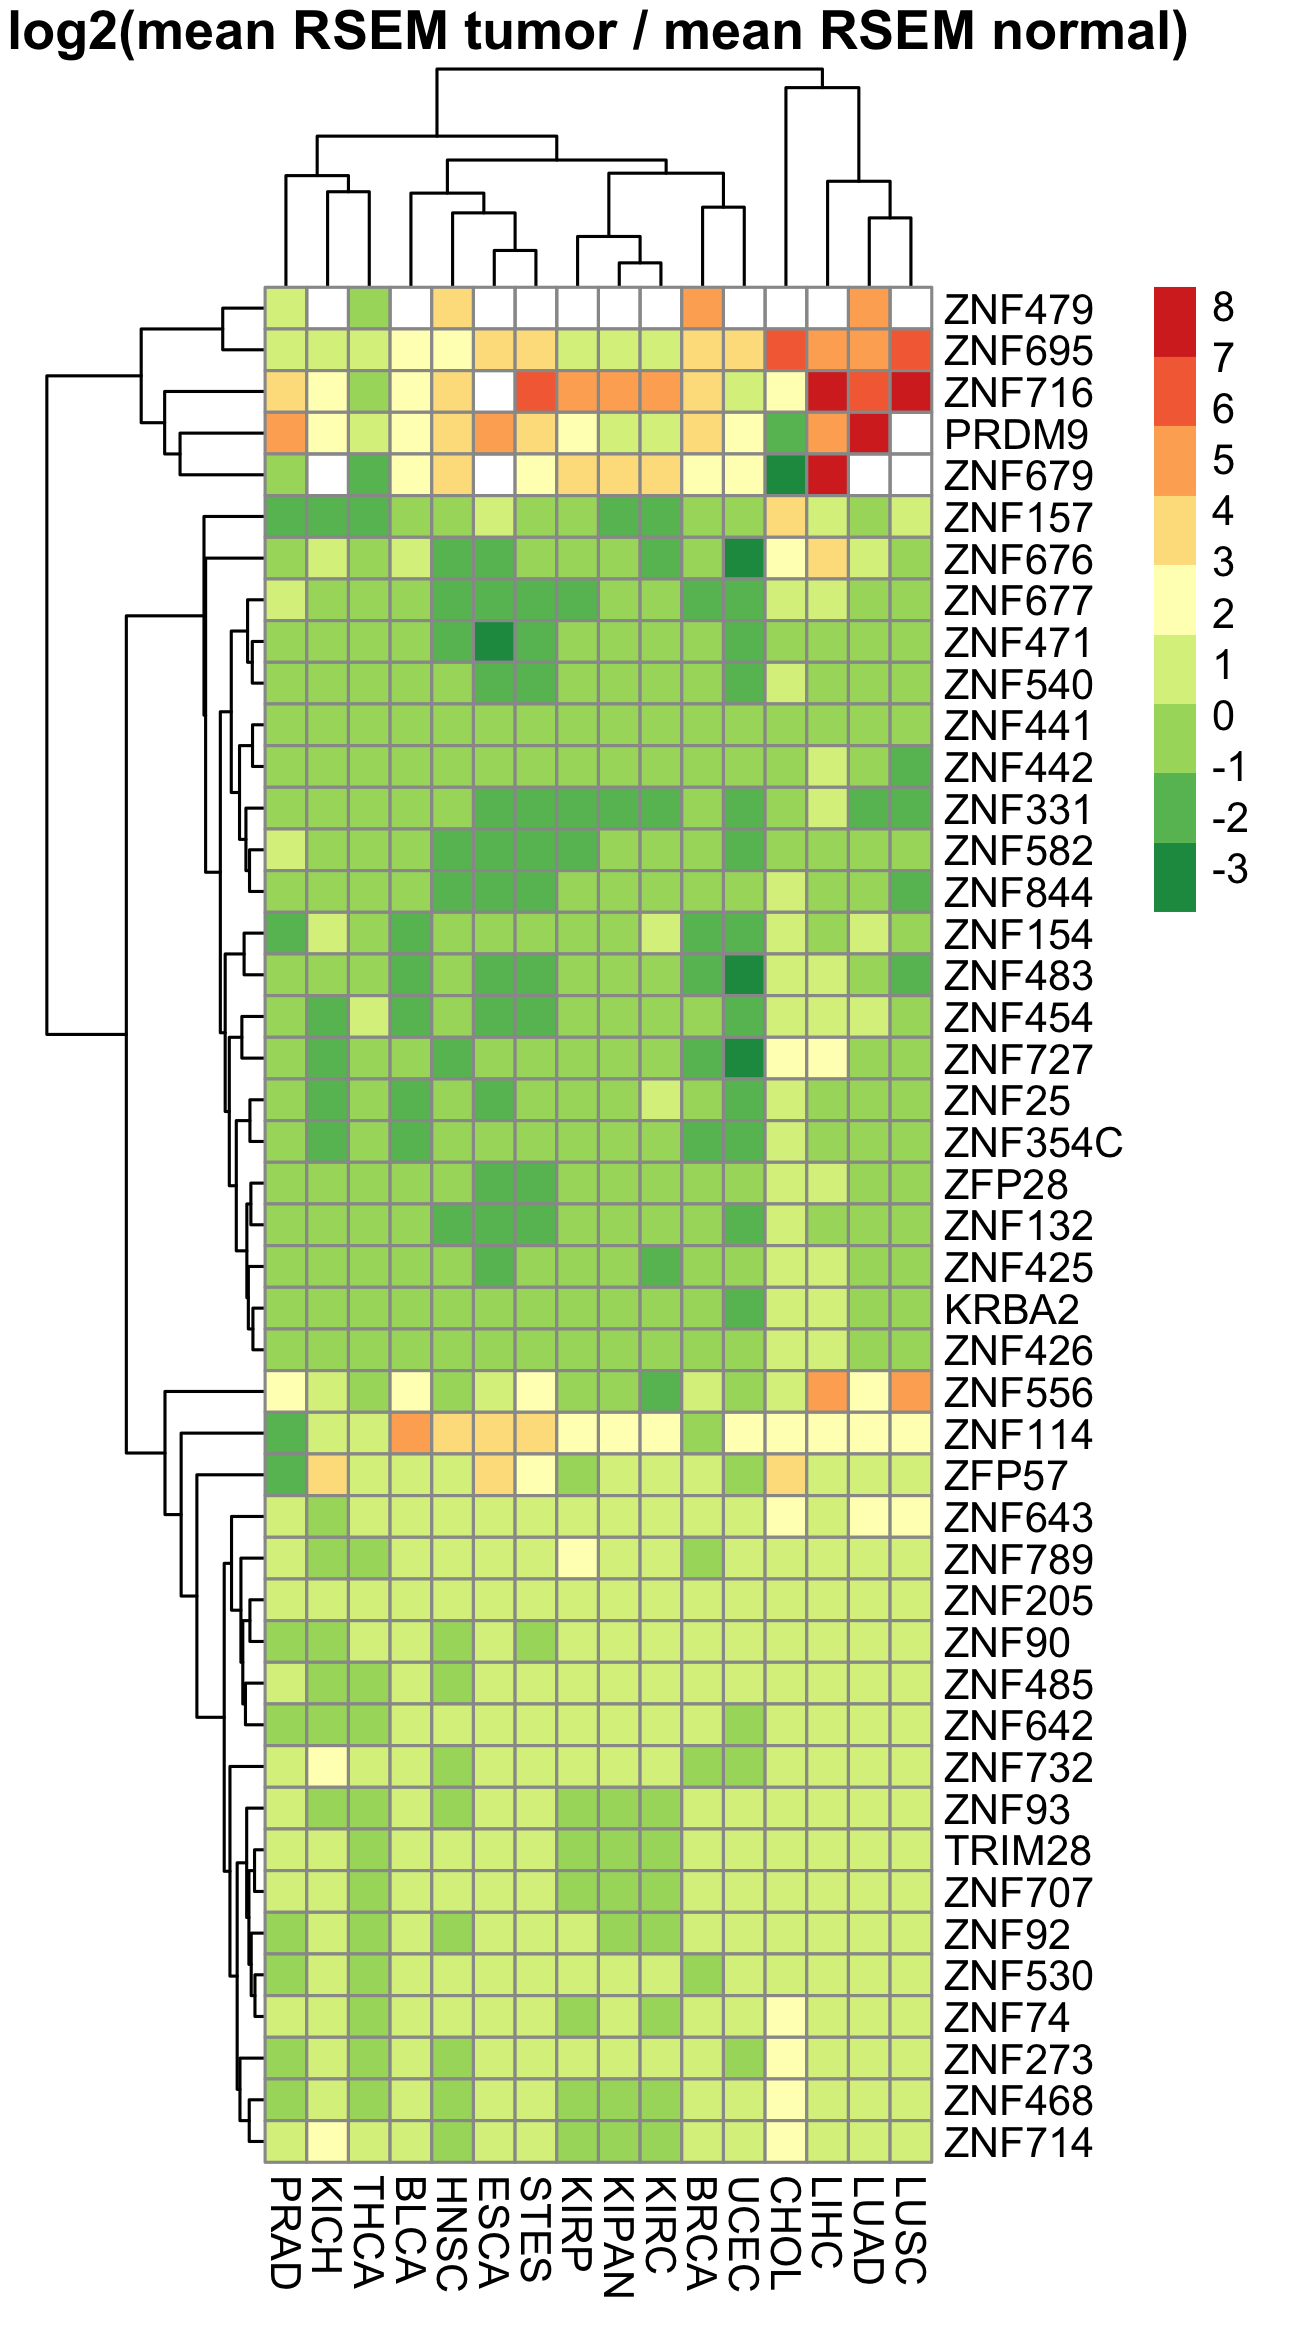 log2(mean RSEM tumor / mean RSEM normal)
ZNF479
ZNF695
ZNF716
PRDM9
ZNF679
ZNF157
ZNF676
ZNF677
ZNF471
ZNF540
ZNF441
ZNF442
ZNF331
ZNF582
ZNF844
ZNF154
ZNF483
ZNF454
ZNF727
ZNF25
ZNF354C
ZFP28
ZNF132
ZNF425
KRBA2
ZNF426
ZNF556
ZNF114
ZFP57
ZNF643
ZNF789
ZNF205
ZNF90
ZNF485
ZNF642
ZNF732
ZNF93
TRIM28
ZNF707
ZNF92
ZNF530
ZNF74
ZNF273
ZNF468
ZNF714
8
7
6
5
4
3
2
1
0
-1
-2
-3
PRAD
KICH
THCA
BLCA
HNSC
ESCA
STES
KIRP
KIPAN
KIRC
BRCA
UCEC
CHOL
LIHC
LUAD
LUSC